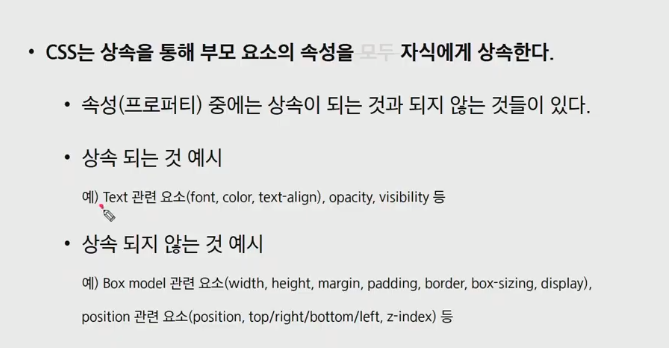 • CSS는 상속을 통해 부모 요소의 속성을 모두 자식에게 상속한다.
• 속성(프로퍼티) 중에는 상속이 되는 것과 되지 않는 것들이 있다.
• 상속 되는 것 예시
예) Text 관련 요소(font, color, text-align), opacity, visibility 등
• 상속 되지 않는 것 예시
예) Box model 관련 요소(width, height, margin, padding, border, box-sizing, display),
position 관련 요소(position, top/right/bottom/left, z-index) 등